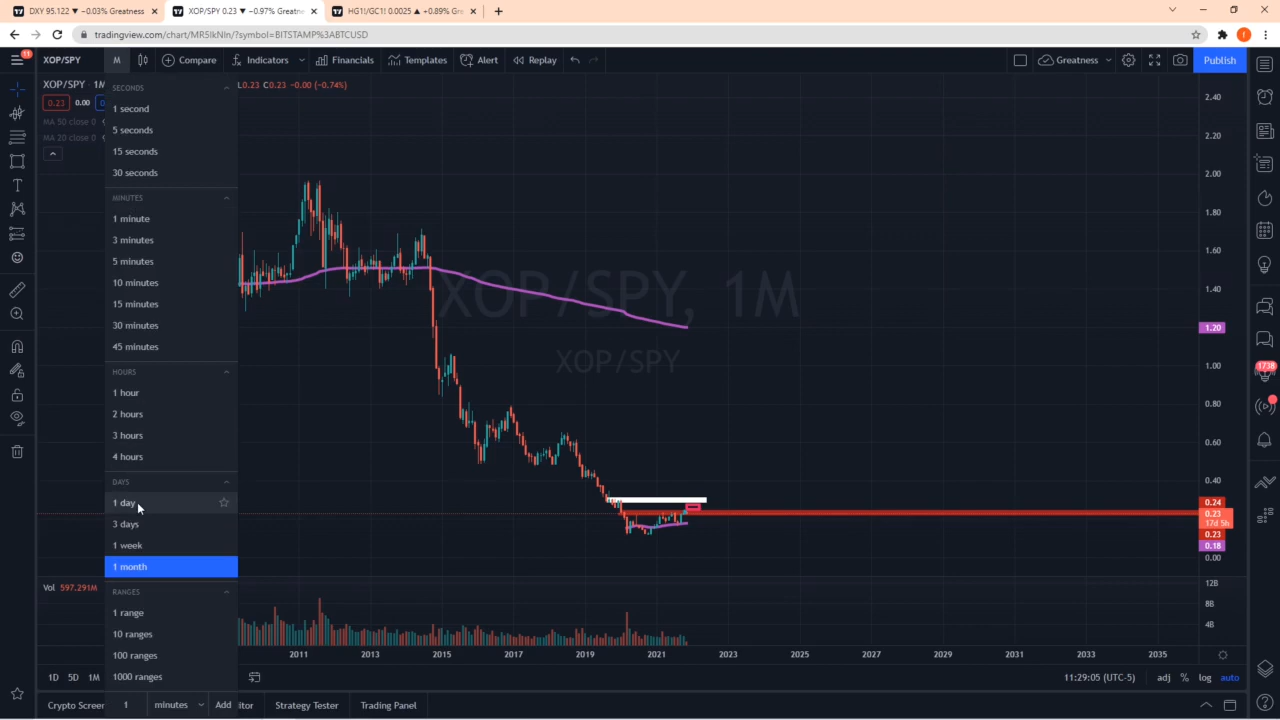 DXY 95.122 ▼ −0.03% Greatness
XOP/SPY 0.23 ▼ −0.97% Greatnes
HG1!/GC1! 0.0025 ▲ +0.89% Gre
tradingview.com/chart/MR5IkNln/?symbol=BITSTAMP%3ABTCUSD
11
XOP/SPY
M
Compare
Indicators
Financials
Templates
Alert
Replay
Greatness
Publish
XOP/SPY · 1M
L0.23 C0.23 −0.00 (−0.74%)
0.23
0.00
MA 50 close 0
MA 20 close 0
SECONDS
1 second
5 seconds
15 seconds
30 seconds
MINUTES
1 minute
3 minutes
5 minutes
10 minutes
15 minutes
30 minutes
45 minutes
HOURS
1 hour
2 hours
3 hours
4 hours
DAYS
1 day
3 days
1 week
1 month
RANGES
1 range
10 ranges
100 ranges
1000 ranges
1
minutes
Add
XOP/SPY, 1M
XOP/SPY
2.40
2.20
2.00
1.80
1.60
1.40
1.20
1.00
0.80
0.60
0.40
0.24
0.23
17d 5h
0.23
0.18
0.00
12B
8B
4B
1738
Vol 597.291M
2011
2013
2015
2017
2019
2021
2023
2025
2027
2029
2031
2033
2035
1D
5D
1M
11:29:05 (UTC-5)
adj
%
log
auto
Crypto Screen
itor
Strategy Tester
Trading Panel